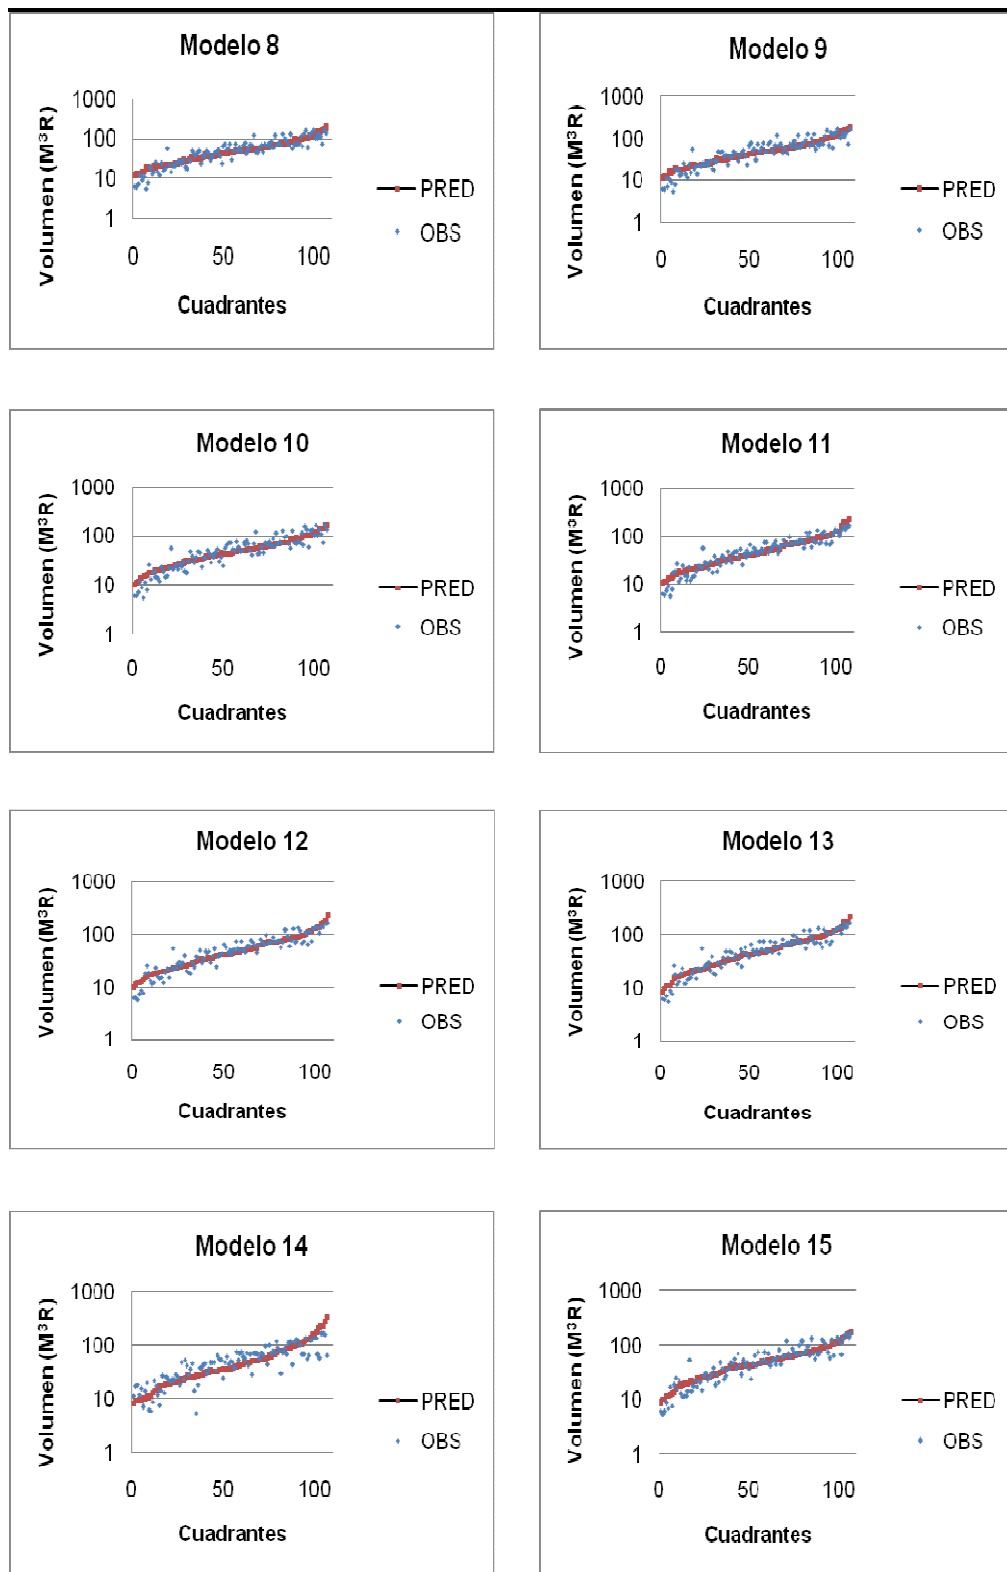 Modelo 8
Volumen (M³R)
1000
100
10
1
0 50 100
Cuadrantes
PRED
OBS
Modelo 9
Volumen (M³R)
1000
100
10
1
0 50 100
Cuadrantes
PRED
OBS
Modelo 10
Volumen (M³R)
1000
100
10
1
0 50 100
Cuadrantes
PRED
OBS
Modelo 11
Volumen (M³R)
1000
100
10
1
0 50 100
Cuadrantes
PRED
OBS
Modelo 12
Volumen (M³R)
1000
100
10
1
0 50 100
Cuadrantes
PRED
OBS
Modelo 13
Volumen (M³R)
1000
100
10
1
0 50 100
Cuadrantes
PRED
OBS
Modelo 14
Volumen (M³R)
1000
100
10
1
0 50 100
Cuadrantes
PRED
OBS
Modelo 15
Volumen (M³R)
1000
100
10
1
0 50 100
Cuadrantes
PRED
OBS